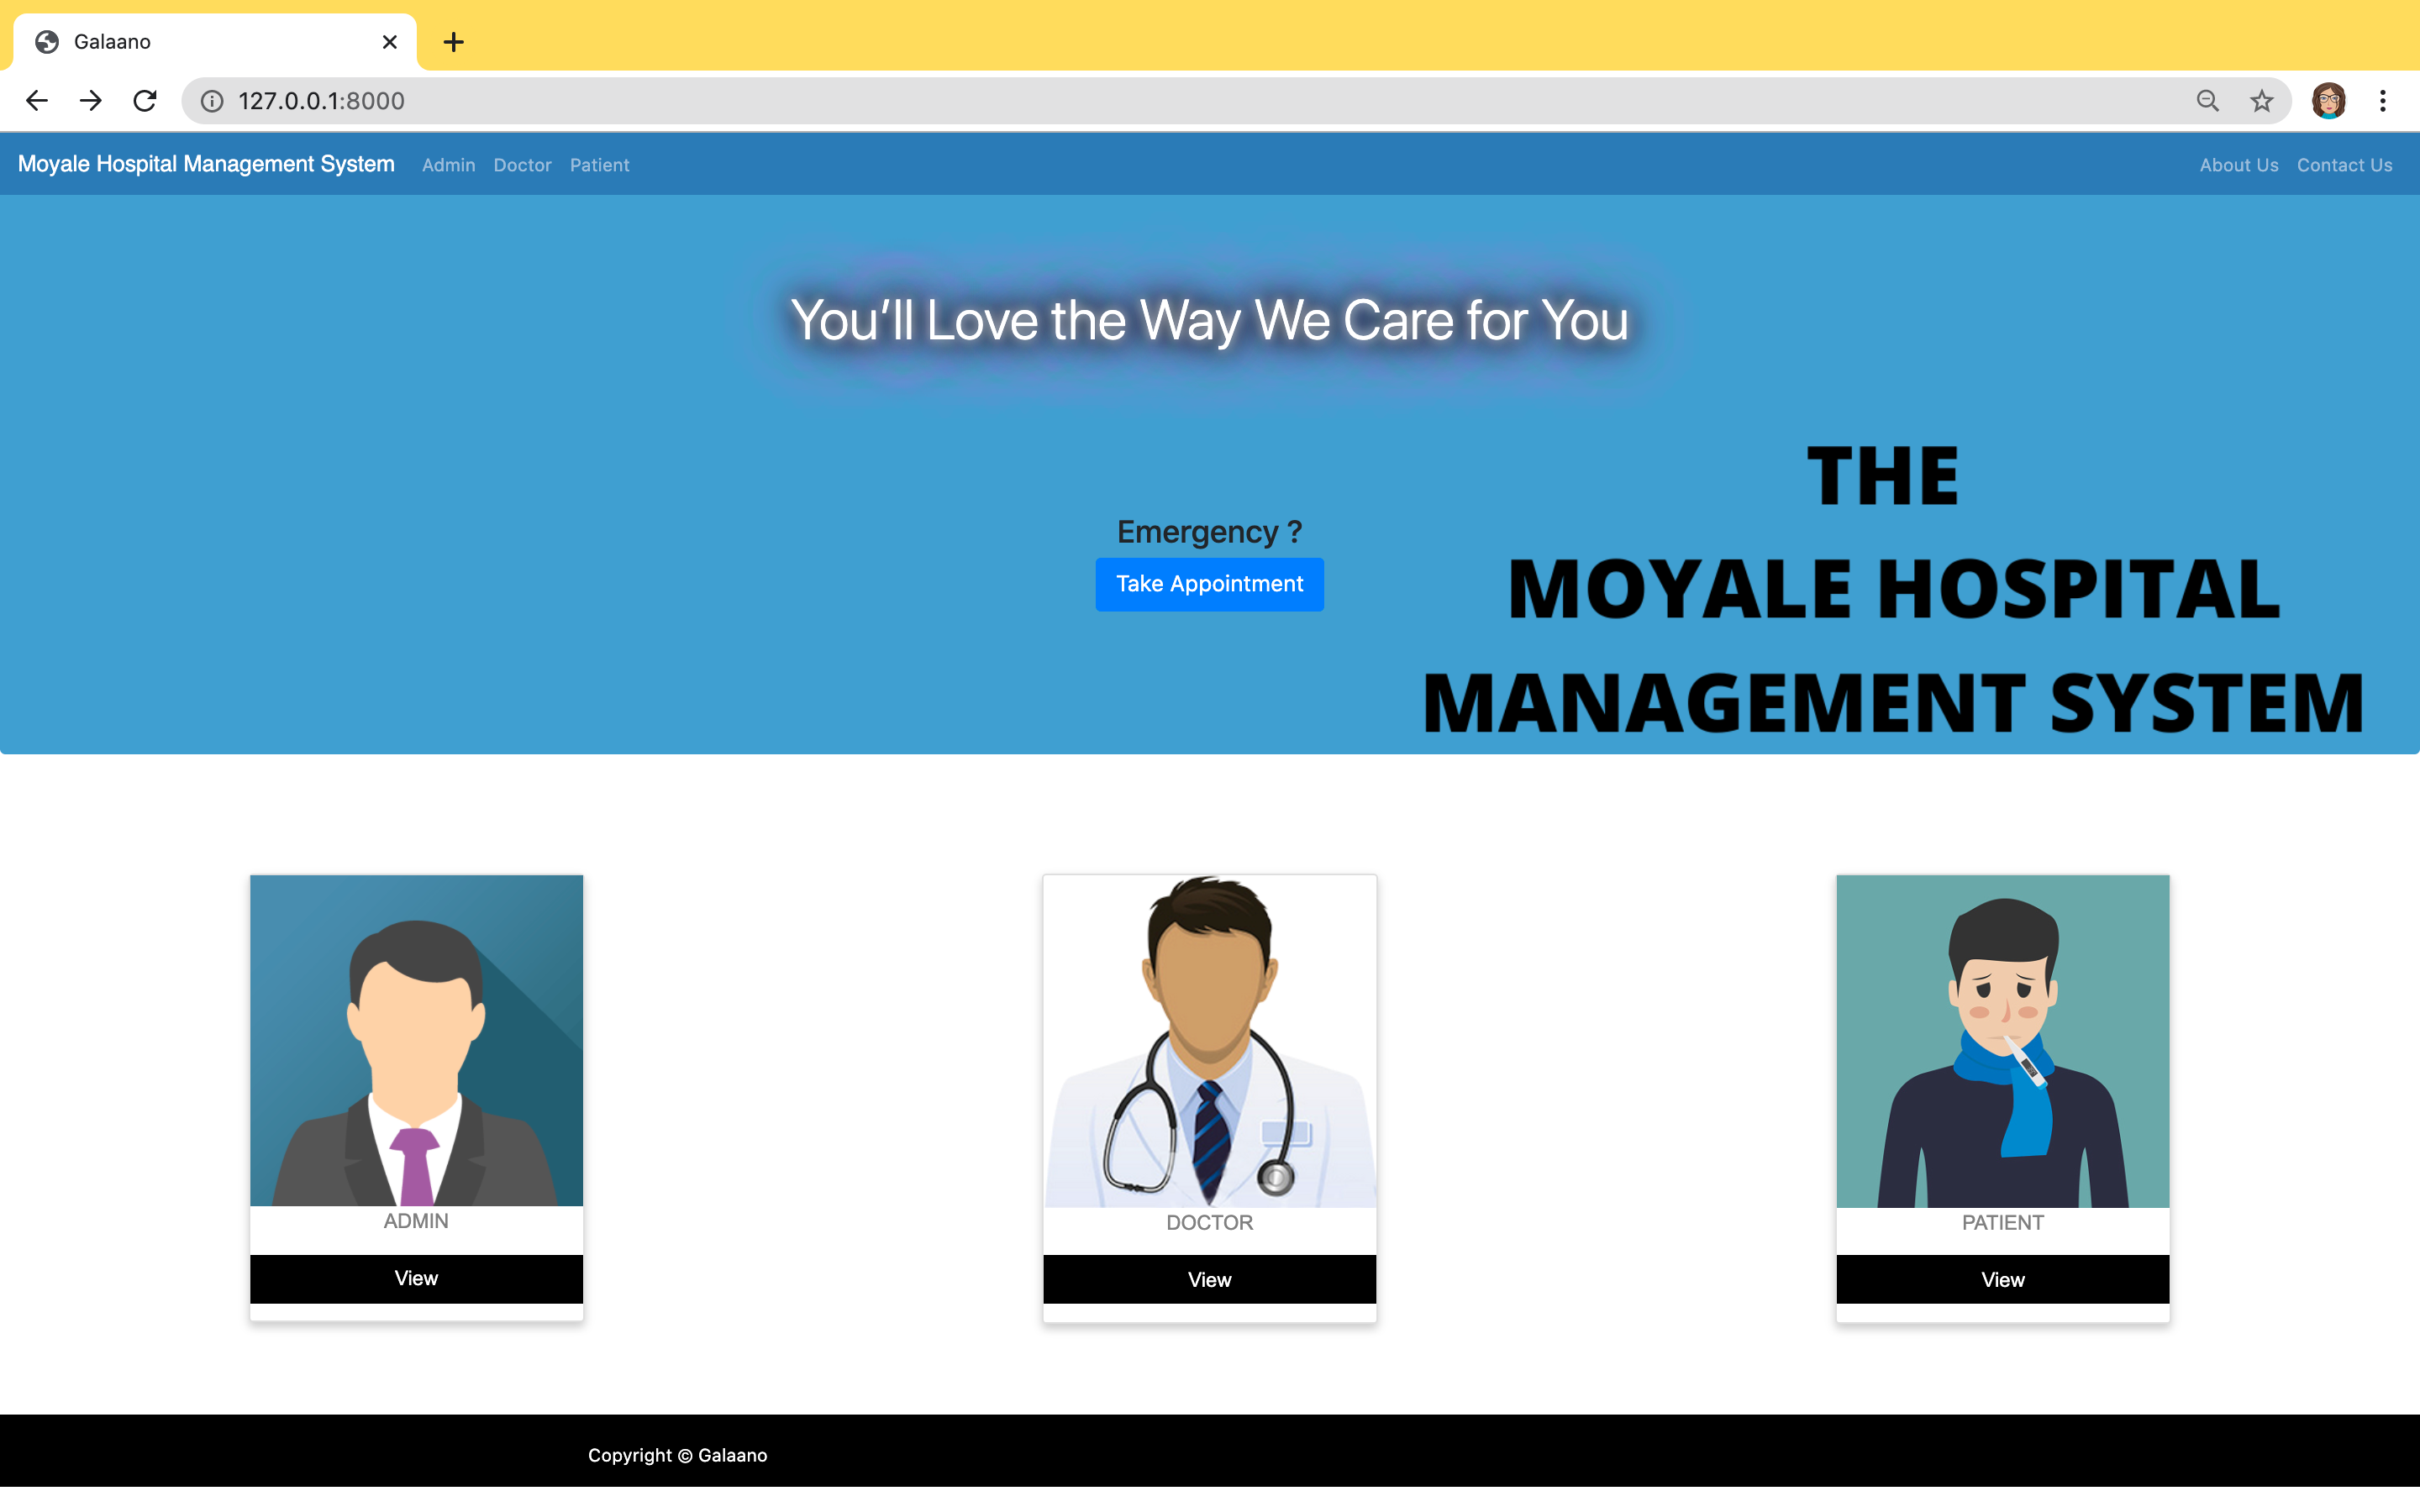 Galaano
127.0.0.1:8000
Moyale Hospital Management System Admin Doctor Patient About Us Contact Us
You'll Love the Way We Care for You
THE
MOYALE HOSPITAL
MANAGEMENT SYSTEM
Emergency ?
Take Appointment
ADMIN
View
DOCTOR
View
PATIENT
View
Copyright © Galaano